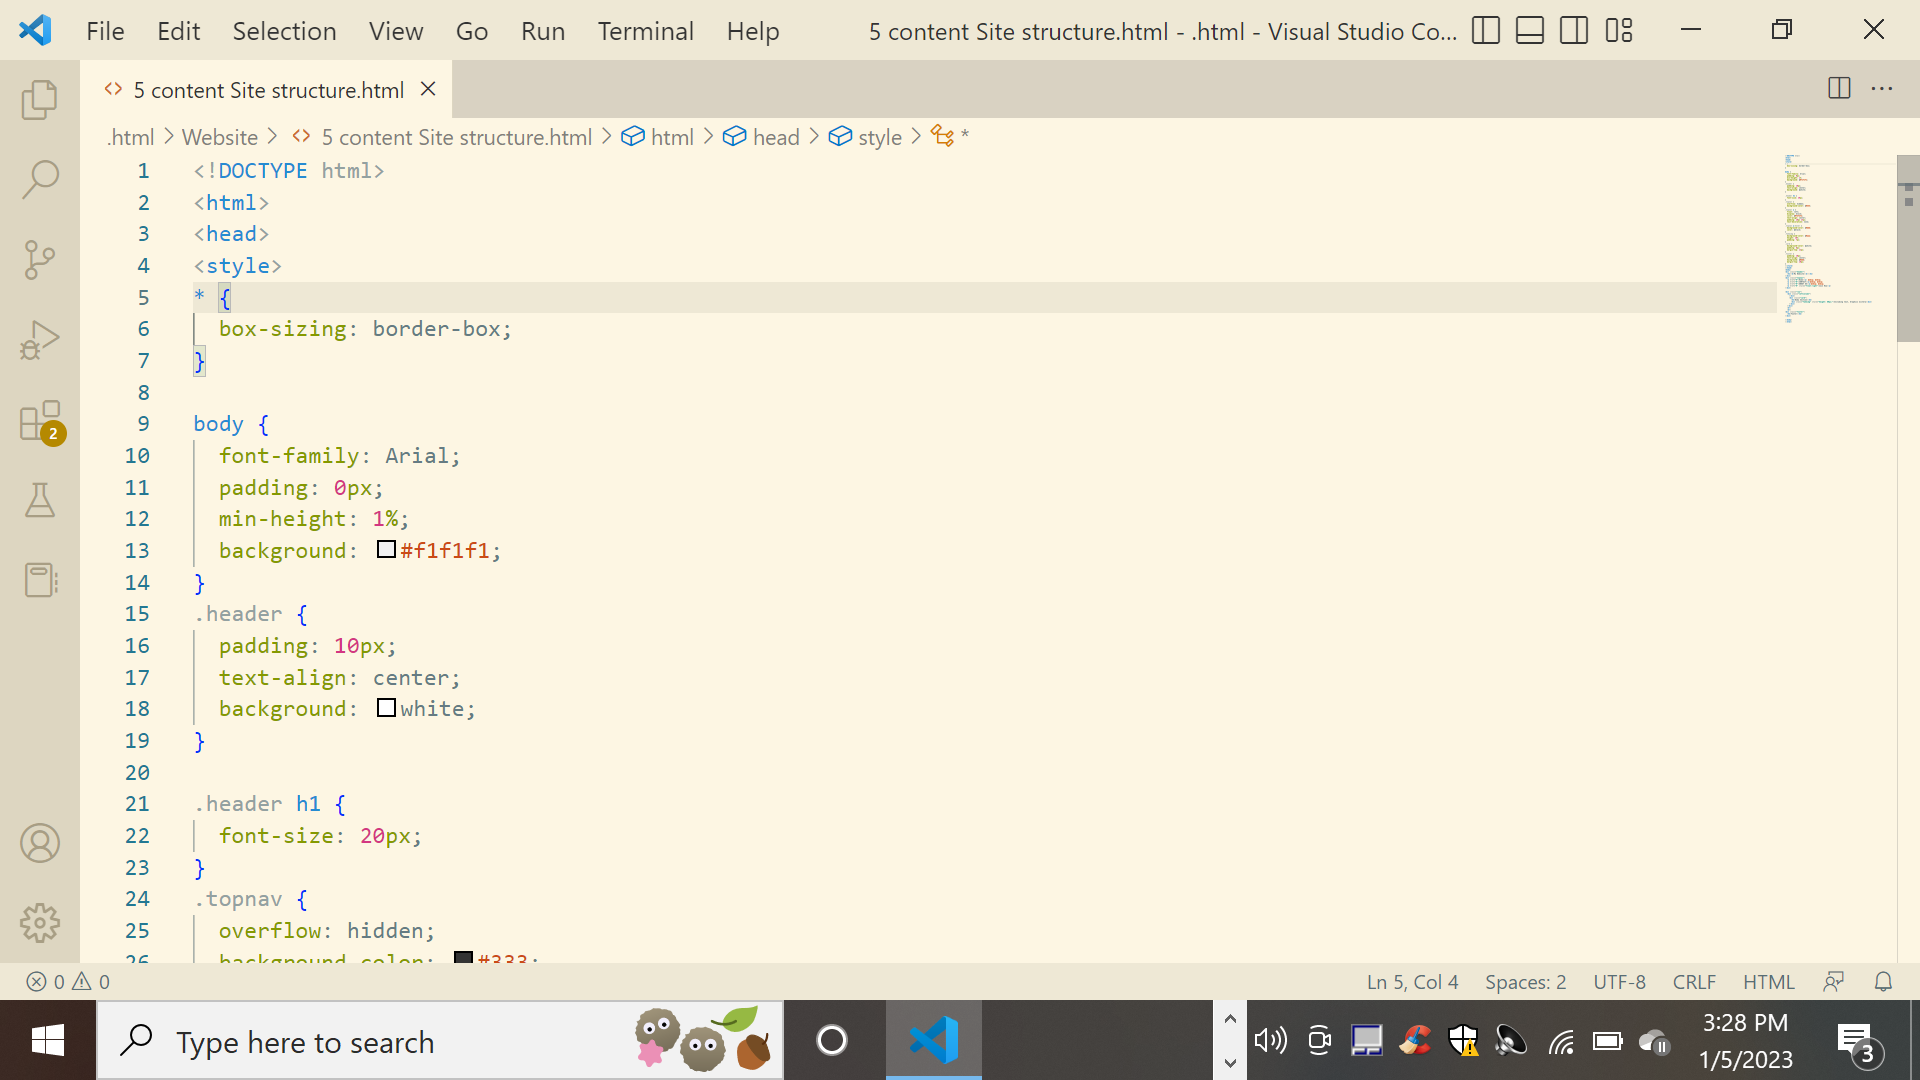 File Edit Selection View Go Run Terminal Help 5 content Site structure.html - .html - Visual Studio Co...
5 content Site structure.html
.html > Website > 5 content Site structure.html > html > head > style > *
1 <!DOCTYPE html>
2 <html>
3 <head>
4 <style>
5 * {
6 box-sizing: border-box;
7 }
8
9 body {
10 font-family: Arial;
11 padding: 0px;
12 min-height: 1%;
13 background: #f1f1f1;
14 }
15 .header {
16 padding: 10px;
17 text-align: center;
18 background: white;
19 }
20
21 .header h1 {
22 font-size: 20px;
23 }
24 .topnav {
25 overflow: hidden;
26 background-color: #333;
2
0 0 Ln 5, Col 4 Spaces: 2 UTF-8 CRLF HTML
Type here to search
3:28 PM
1/5/2023
3